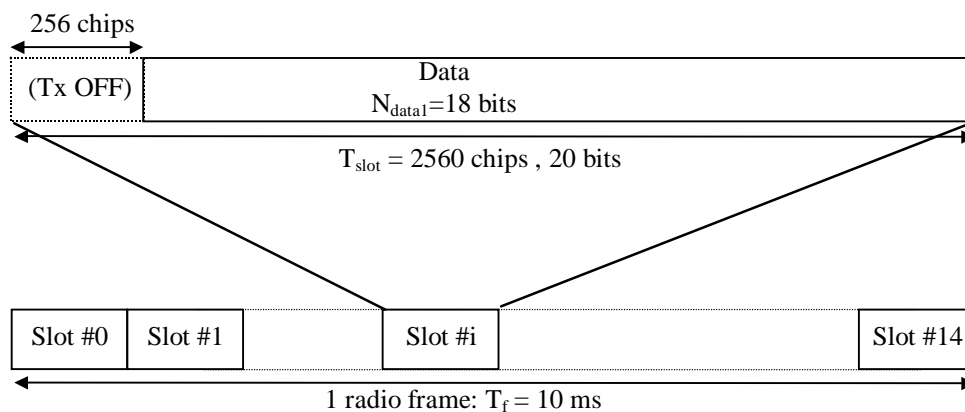 256 chips
(Tx OFF)
Data
N_data1=18 bits
T_slot = 2560 chips , 20 bits
Slot #0 Slot #1 Slot #i Slot #14
1 radio frame: T_f = 10 ms